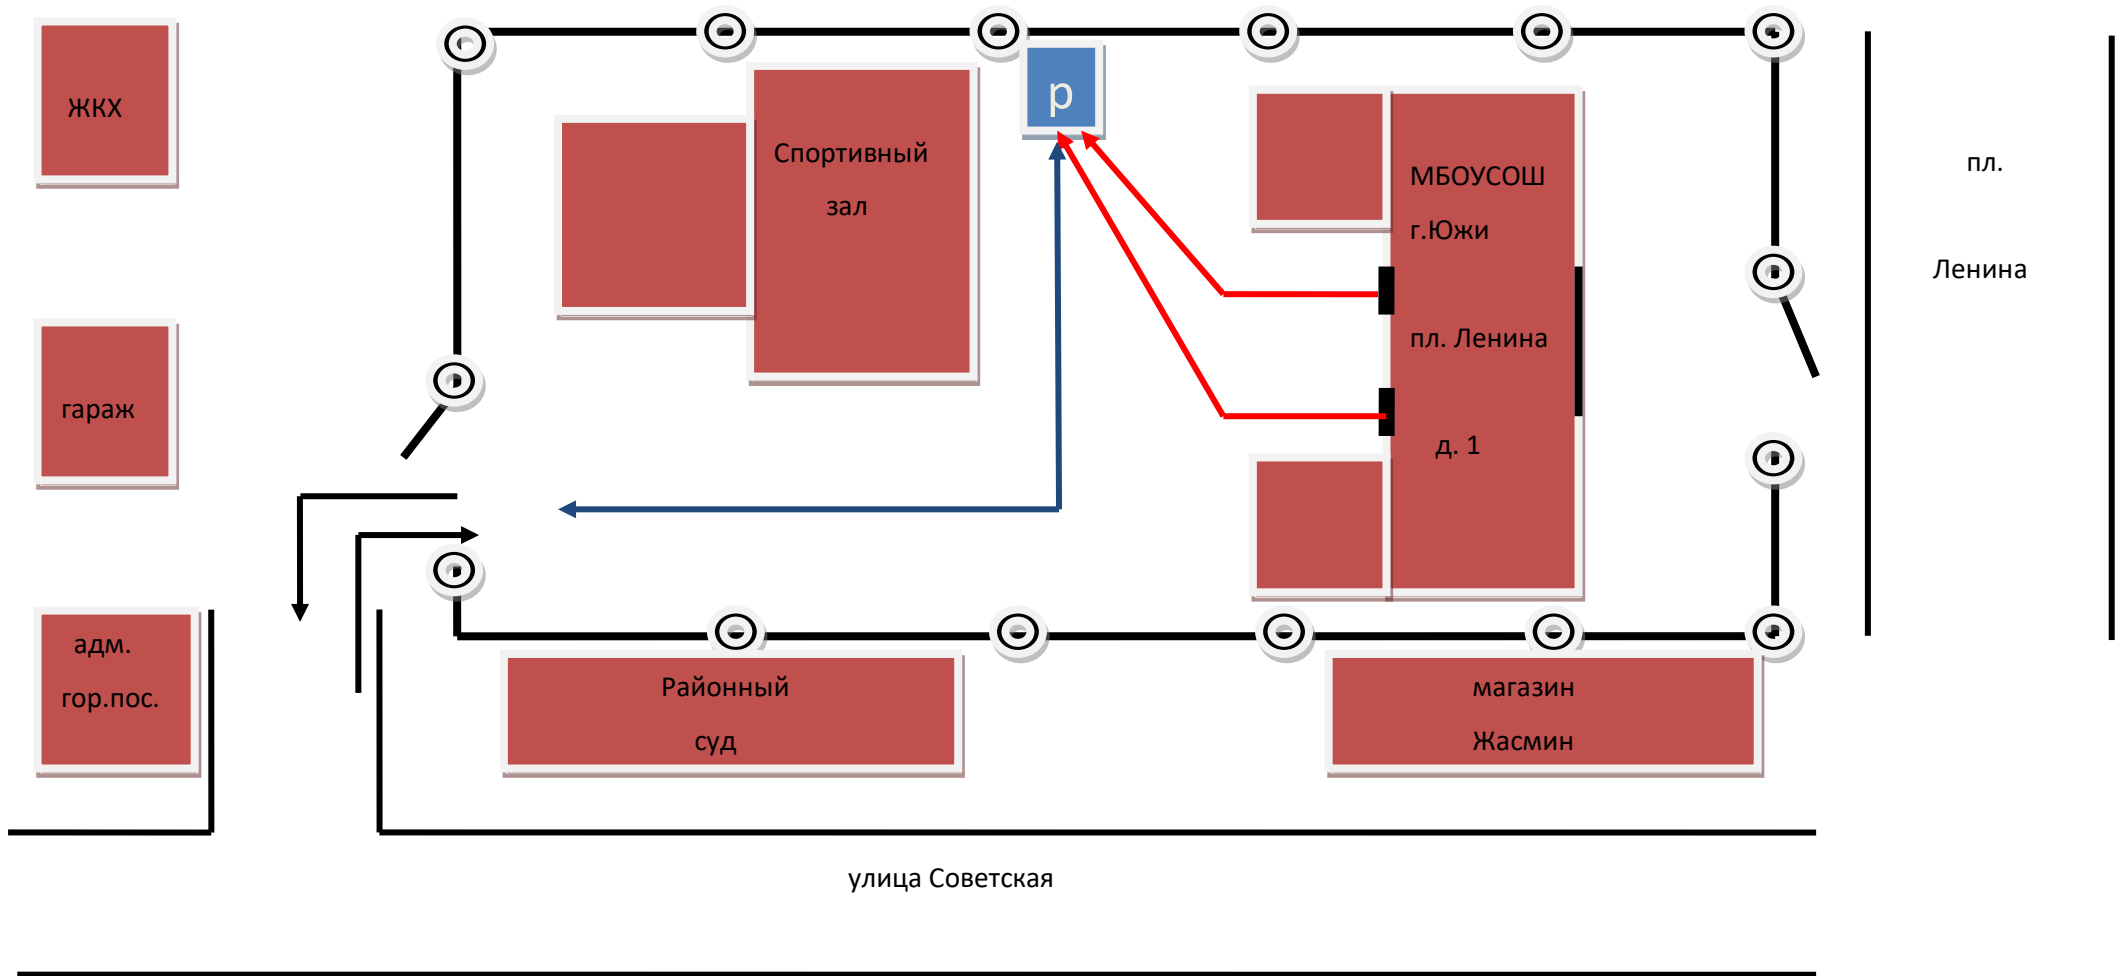 ЖКХ
р
Спортивный
зал
МБОУСОШ
г.Южи
пл. Ленина
д. 1
пл.
Ленина
гараж
адм.
гор.пос.
Районный
суд
магазин
Жасмин
улица Советская